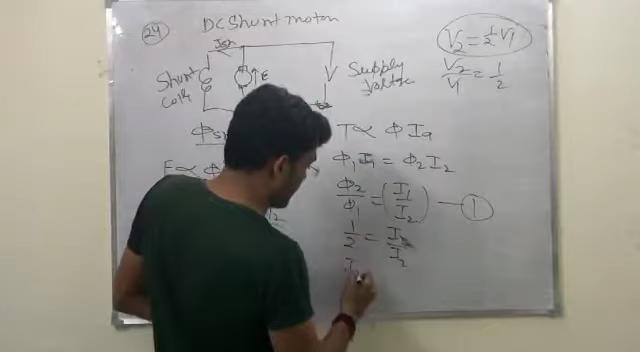 24
DC Shunt motor
V2 = 1/2 V1
V2/V1 = 1/2
Ish
Shunt
coil
E
V
Supply
voltage
T ∝ Φ Ia
Φ1 I1 = Φ2 I2
E ∝
Φ2/Φ1 = (I1/I2) — 1
1/2 = I1/I2
I